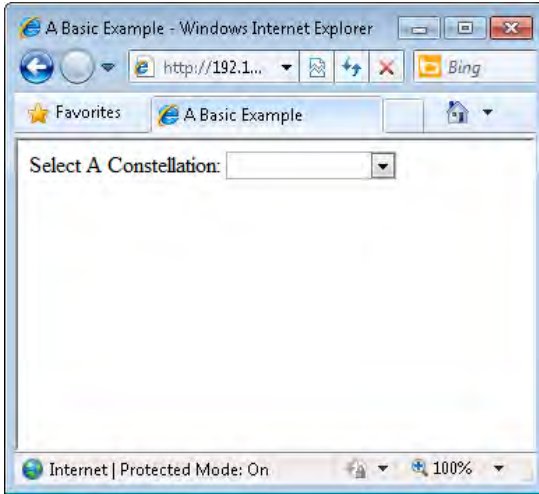 A Basic Example - Windows Internet Explorer
http://192.1...
Bing
Favorites
A Basic Example
Select A Constellation:
Internet | Protected Mode: On
100%